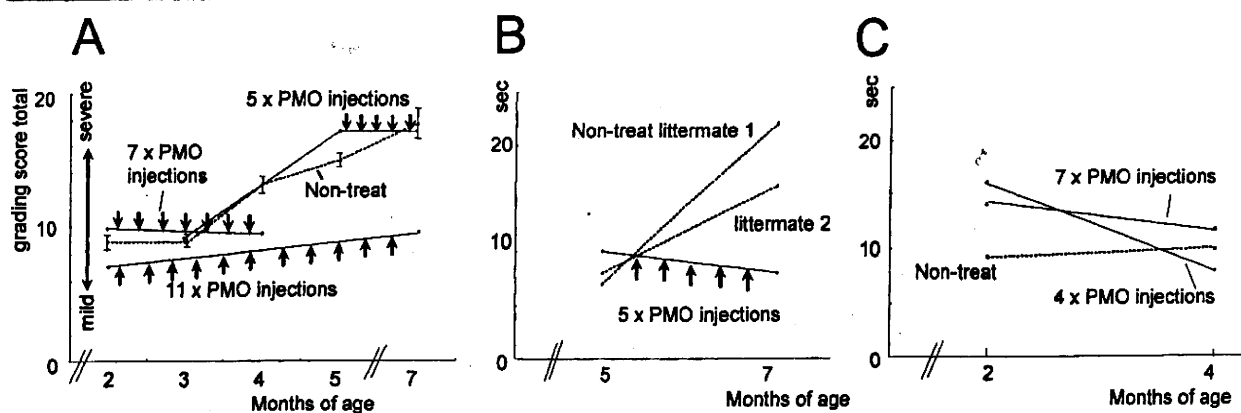 A
grading score total
severe
mild
20
10
0
5 x PMO injections
7 x PMO
injections
Non-treat
11 x PMO injections
2 3 4 5 7
Months of age
B
sec
20
10
0
Non-treat littermate 1
littermate 2
5 x PMO injections
5 7
Months of age
C
sec
20
10
0
7 x PMO injections
Non-treat
4 x PMO injections
2 4
Months of age